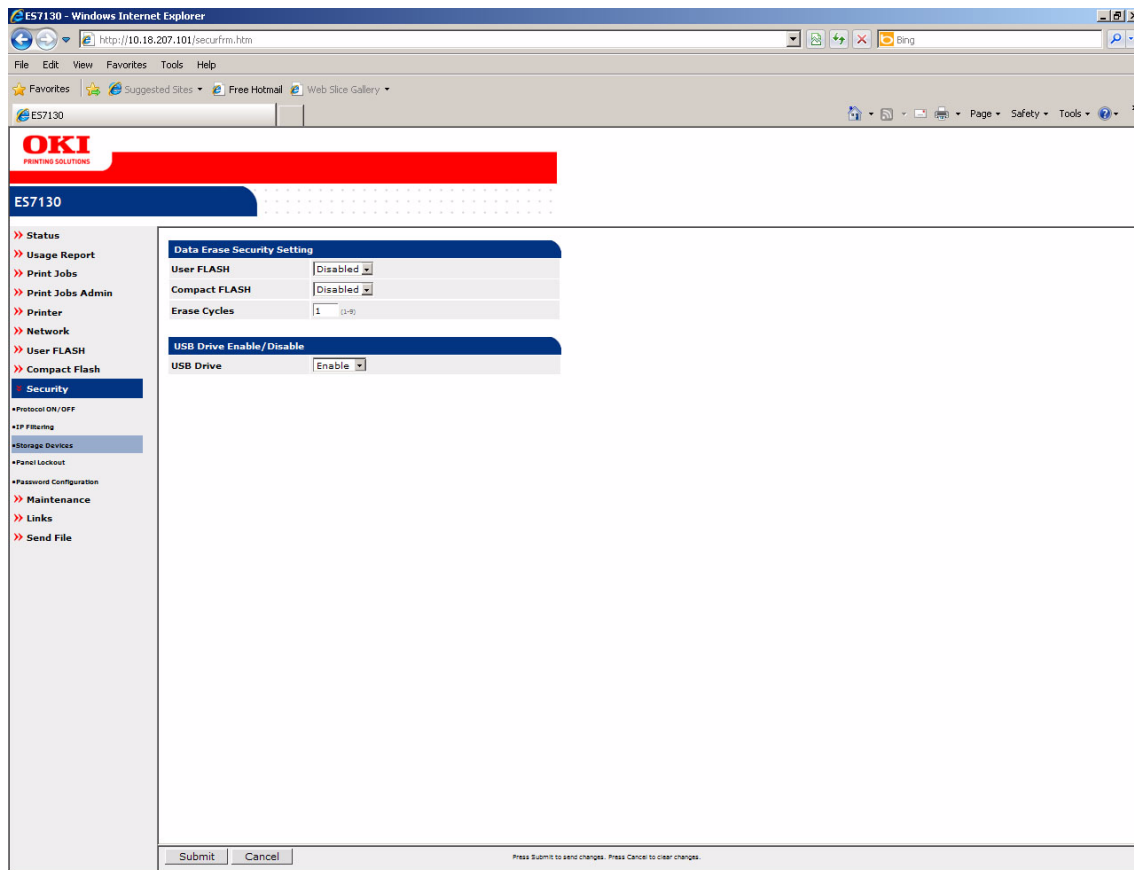 ES7130 - Windows Internet Explorer
http://10.18.207.101/securfrm.htm
Bing
File Edit View Favorites Tools Help
Favorites Suggested Sites Free Hotmail Web Slice Gallery
ES7130
Page Safety Tools
OKI
PRINTING SOLUTIONS
ES7130
Status
Usage Report
Print Jobs
Print Jobs Admin
Printer
Network
User FLASH
Compact Flash
Security
Protocol ON/OFF
IP Filtering
Storage Devices
Panel Lockout
Password Configuration
Maintenance
Links
Send File
Data Erase Security Setting
User FLASH Disabled
Compact FLASH Disabled
Erase Cycles 1 (1-9)
USB Drive Enable/Disable
USB Drive Enable
Submit Cancel
Press Submit to send changes. Press Cancel to clear changes.